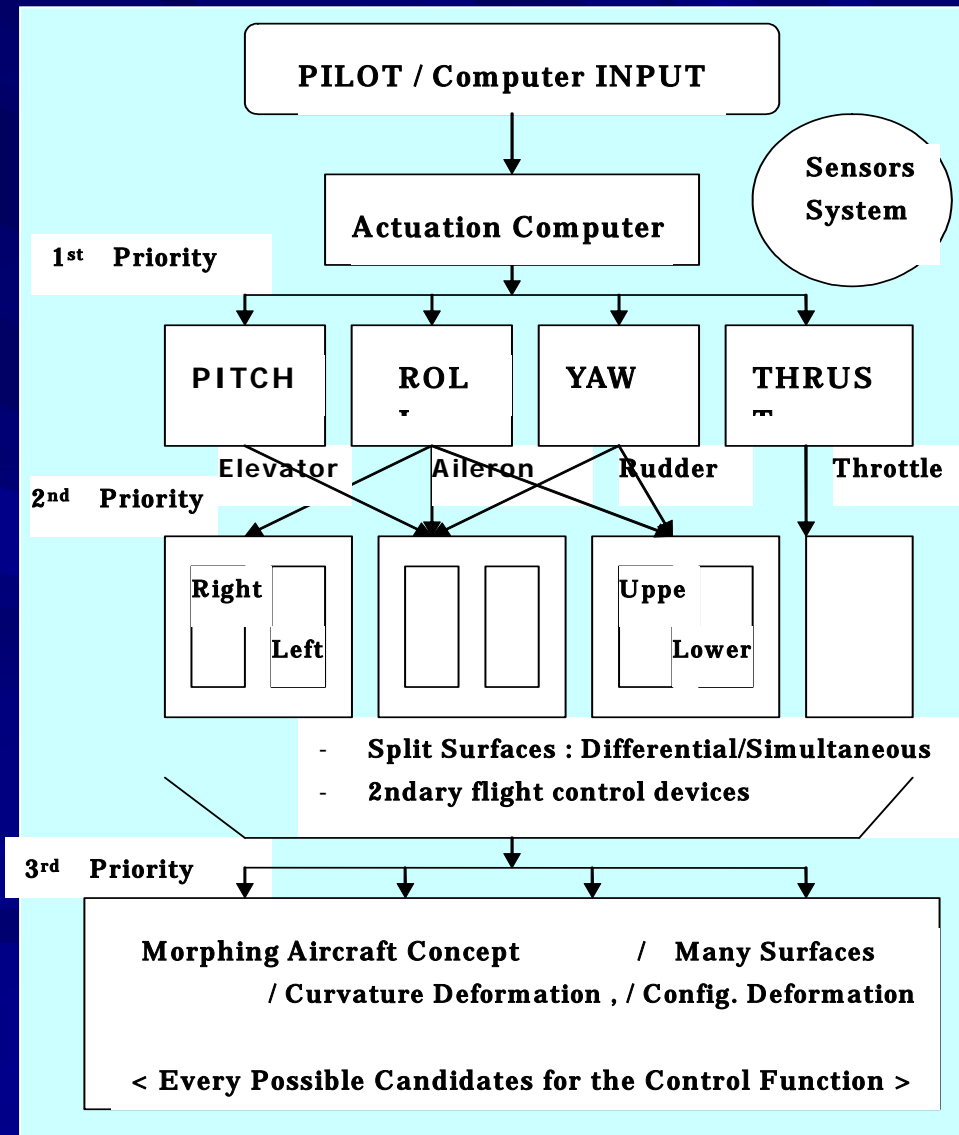 PILOT / Computer INPUT
Sensors
System
Actuation Computer
1st Priority
PITCH
ROL
YAW
THRUS
Elevator
Aileron
Rudder
Throttle
2nd Priority
Right
Left
Uppe
Lower
- Split Surfaces : Differential/Simultaneous
- 2ndary flight control devices
3rd Priority
Morphing Aircraft Concept / Many Surfaces
/ Curvature Deformation , / Config. Deformation
< Every Possible Candidates for the Control Function >